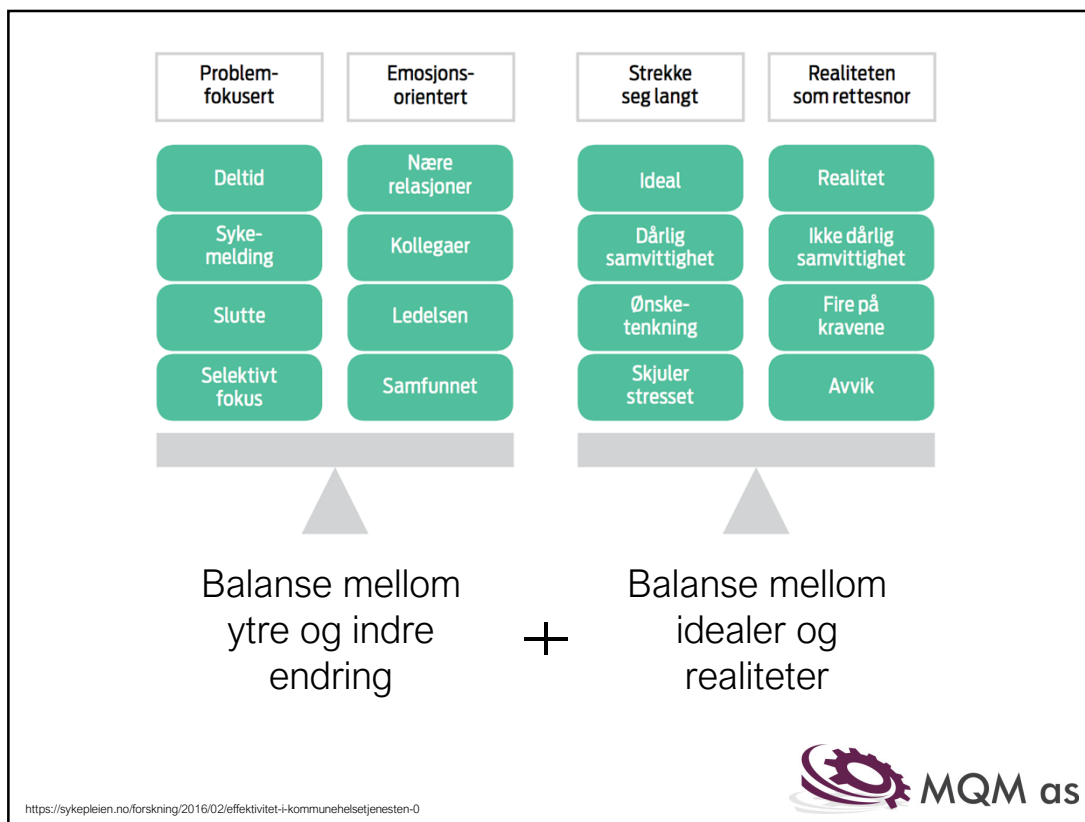 Problem-
fokusert
Emosjons-
orientert
Strekke
seg langt
Realiteten
som rettesnor
Deltid
Nære
relasjoner
Ideal
Realitet
Syke-
melding
Kollegaer
Dårlig
samvittighet
Ikke dårlig
samvittighet
Slutte
Ledelsen
Ønske-
tenkning
Fire på
kravene
Selektivt
fokus
Samfunnet
Skjuler
stresset
Avvik
Balanse mellom
ytre og indre
endring
+
Balanse mellom
idealer og
realiteter
https://sykepleien.no/forskning/2016/02/effektivitet-i-kommunehelsetjenesten-0
MQM as